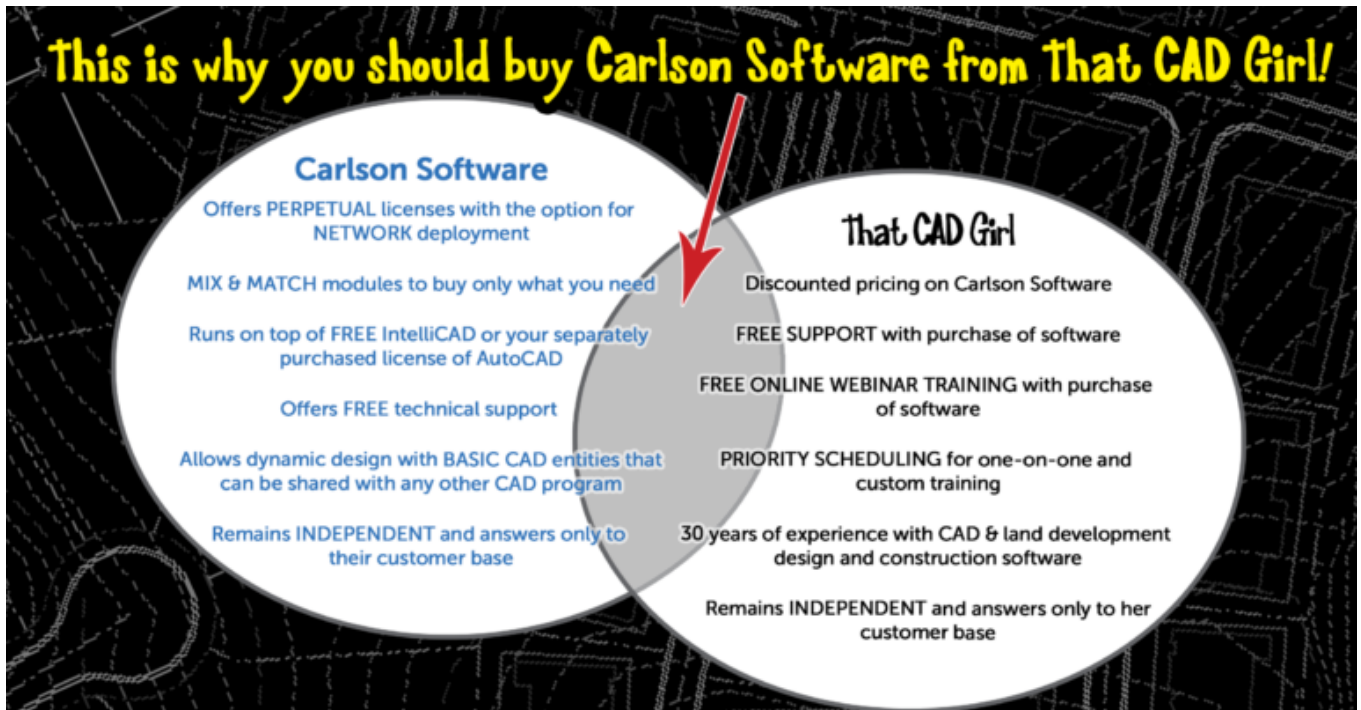 This is why you should buy Carlson Software from That CAD Girl!
Carlson Software
Offers PERPETUAL licenses with the option for
NETWORK deployment
MIX & MATCH modules to buy only what you need
Runs on top of FREE IntelliCAD or your separately
purchased license of AutoCAD
Offers FREE technical support
Allows dynamic design with BASIC CAD entities that
can be shared with any other CAD program
Remains INDEPENDENT and answers only to
their customer base
That CAD Girl
Discounted pricing on Carlson Software
FREE SUPPORT with purchase of software
FREE ONLINE WEBINAR TRAINING with purchase
of software
PRIORITY SCHEDULING for one-on-one and
custom training
30 years of experience with CAD & land development
design and construction software
Remains INDEPENDENT and answers only to her
customer base